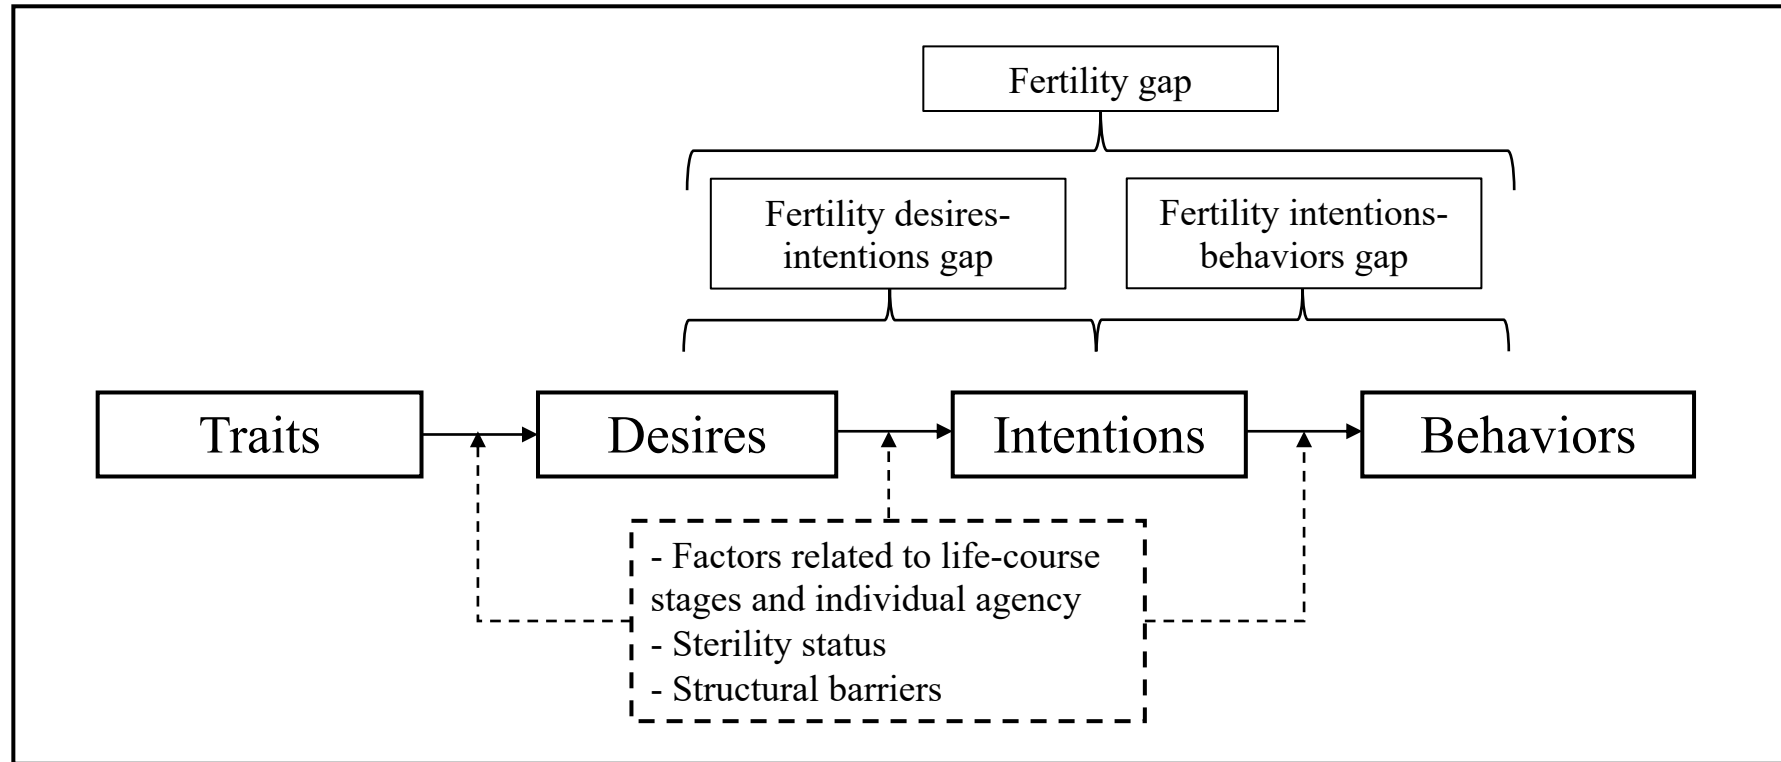 Fertility gap
Fertility desires-
intentions gap
Fertility intentions-
behaviors gap
Traits
Desires
Intentions
Behaviors
- Factors related to life-course
stages and individual agency
- Sterility status
- Structural barriers